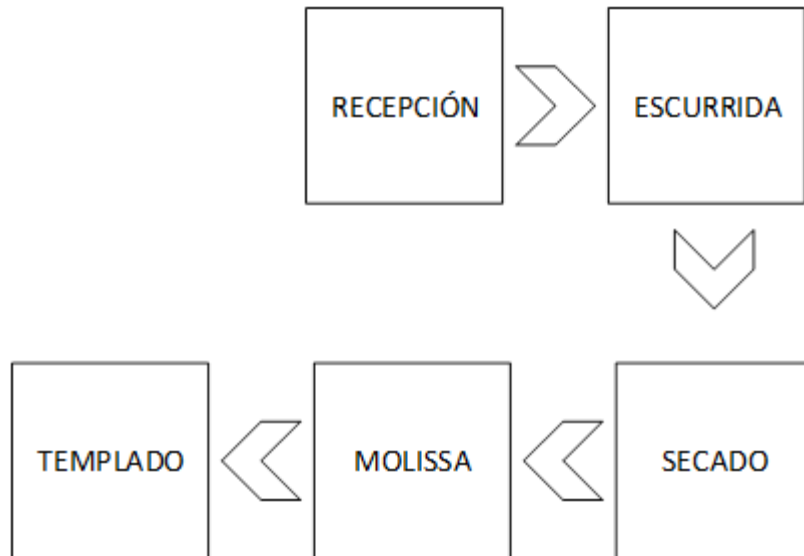 RECEPCIÓN
ESCURRIDA
SECADO
MOLISSA
TEMPLADO